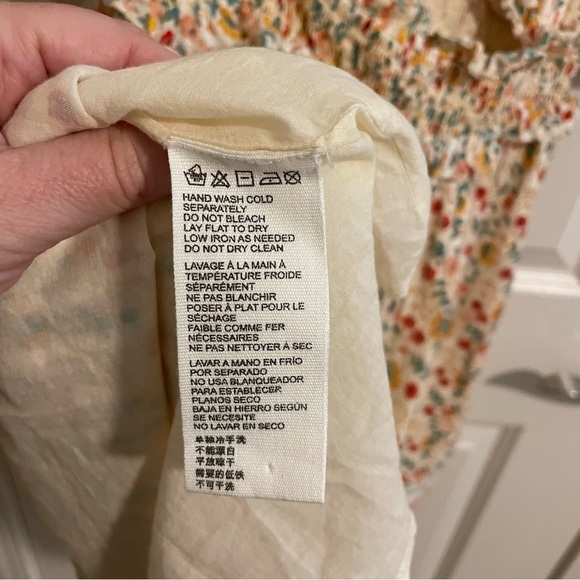 HAND WASH COLD
SEPARATELY
DO NOT BLEACH
LAY FLAT TO DRY
LOW IRON AS NEEDED
DO NOT DRY CLEAN
LAVAGE À LA MAIN À
TEMPÉRATURE FROIDE
SÉPARÉMENT
NE PAS BLANCHIR
POSER À PLAT POUR LE
SÉCHAGE
FAIBLE COMME FER
NÉCESSAIRES
NE PAS NETTOYER À SEC
LAVAR A MANO EN FRÍO
POR SEPARADO
NO USA BLANQUEADOR
PARA ESTABLECER
PLANOS SECO
BAJA EN HIERRO SEGÚN
SE NECESITE
NO LAVAR EN SECO
单独冷手洗
不能漂白
平放晾干
需要的低铁
不可干洗